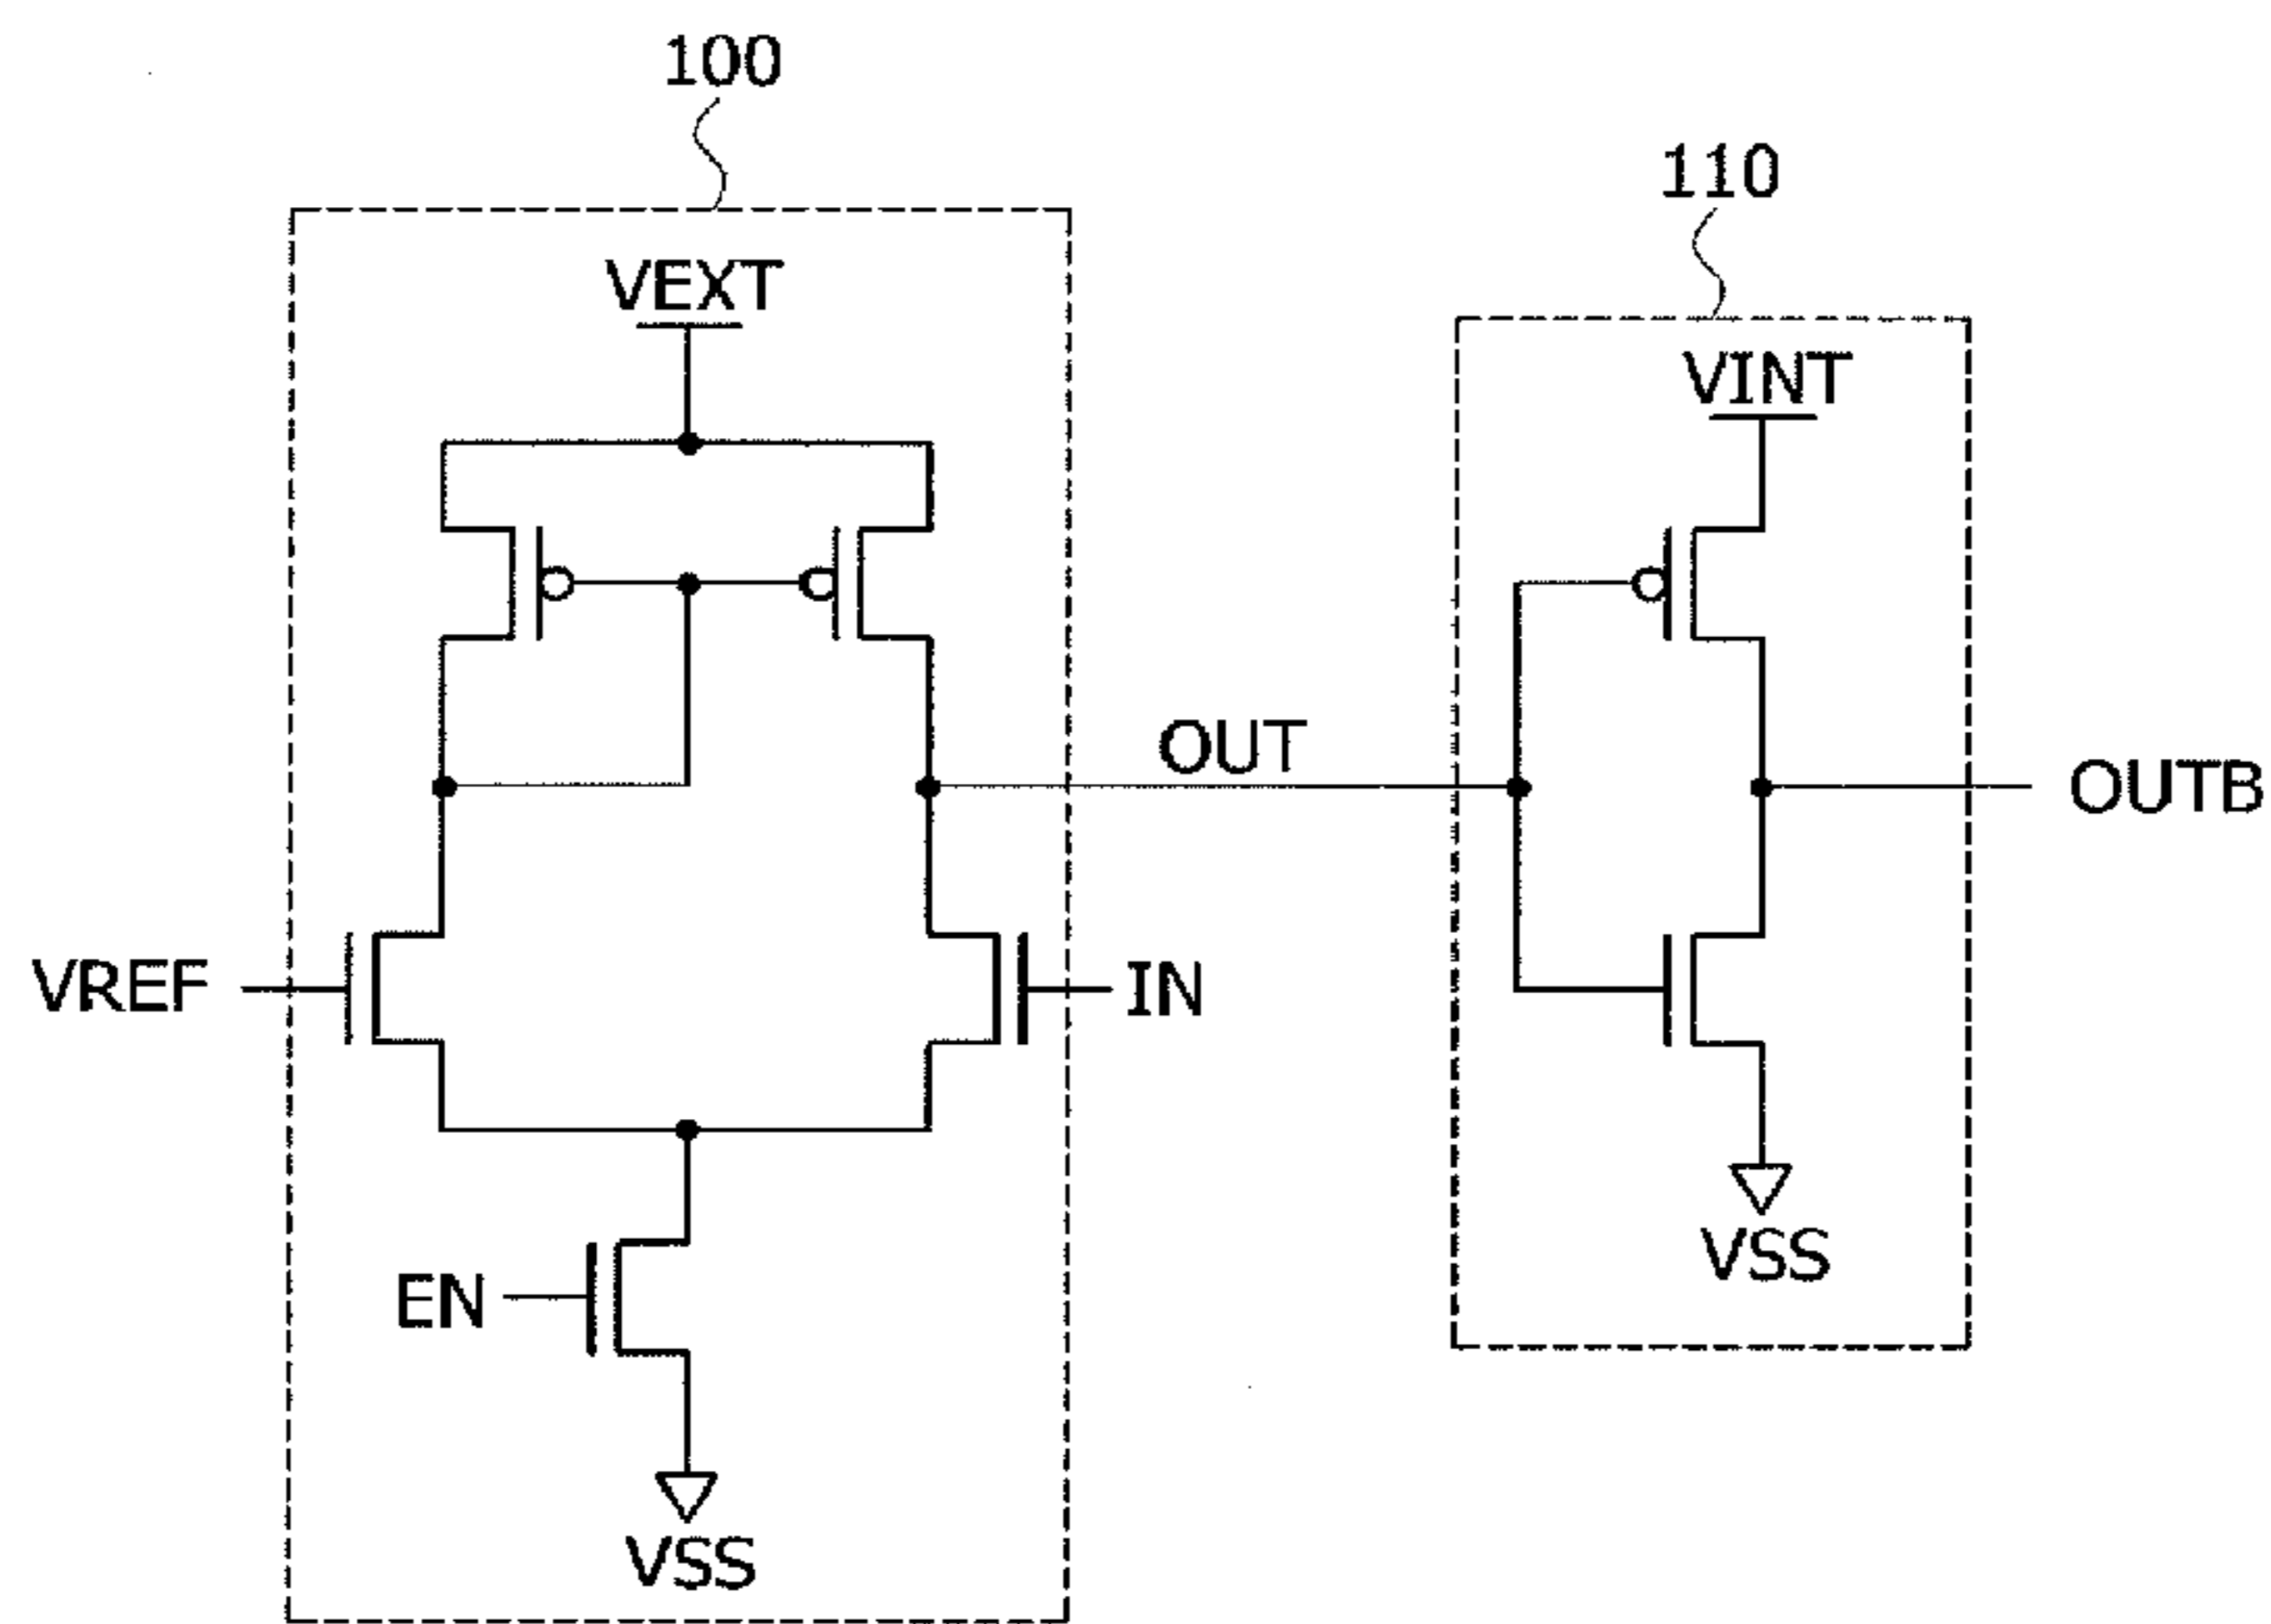 100
110
VEXT
VINT
OUT
OUTB
VREF
IN
EN
VSS
VSS